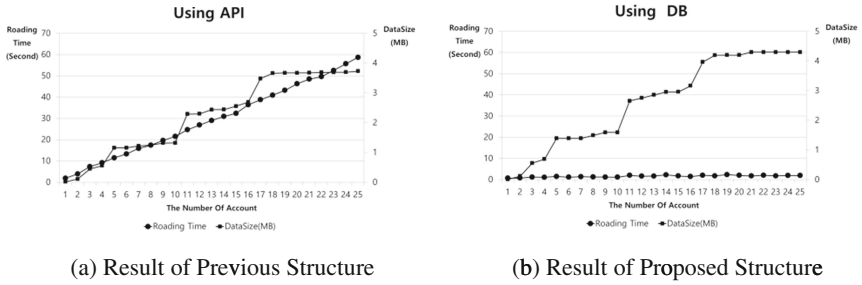 Using API
Roading
Time
(Second)
DataSize
(MB)
70
60
50
40
30
20
10
0
5
4
3
2
1
0
1 2 3 4 5 6 7 8 9 10 11 12 13 14 15 16 17 18 19 20 21 22 23 24 25
The Number Of Account
Roading Time DataSize(MB)
(a) Result of Previous Structure
Using DB
Roading
Time
(Second)
DataSize
(MB)
70
60
50
40
30
20
10
0
5
4
3
2
1
0
1 2 3 4 5 6 7 8 9 10 11 12 13 14 15 16 17 18 19 20 21 22 23 24 25
The Number Of Account
Roading Time DataSize(MB)
(b) Result of Proposed Structure